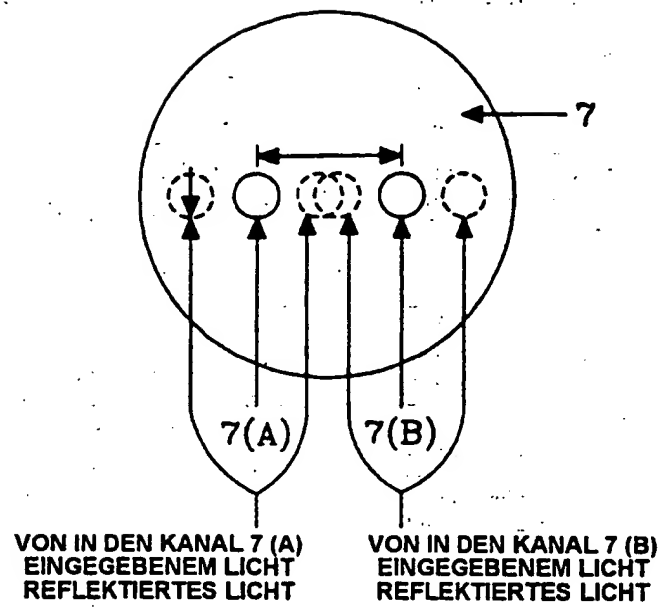 7
7(A)
7(B)
VON IN DEN KANAL 7 (A)
EINGEGEBENEM LICHT
REFLEKTIERTES LICHT
VON IN DEN KANAL 7 (B)
EINGEGEBENEM LICHT
REFLEKTIERTES LICHT